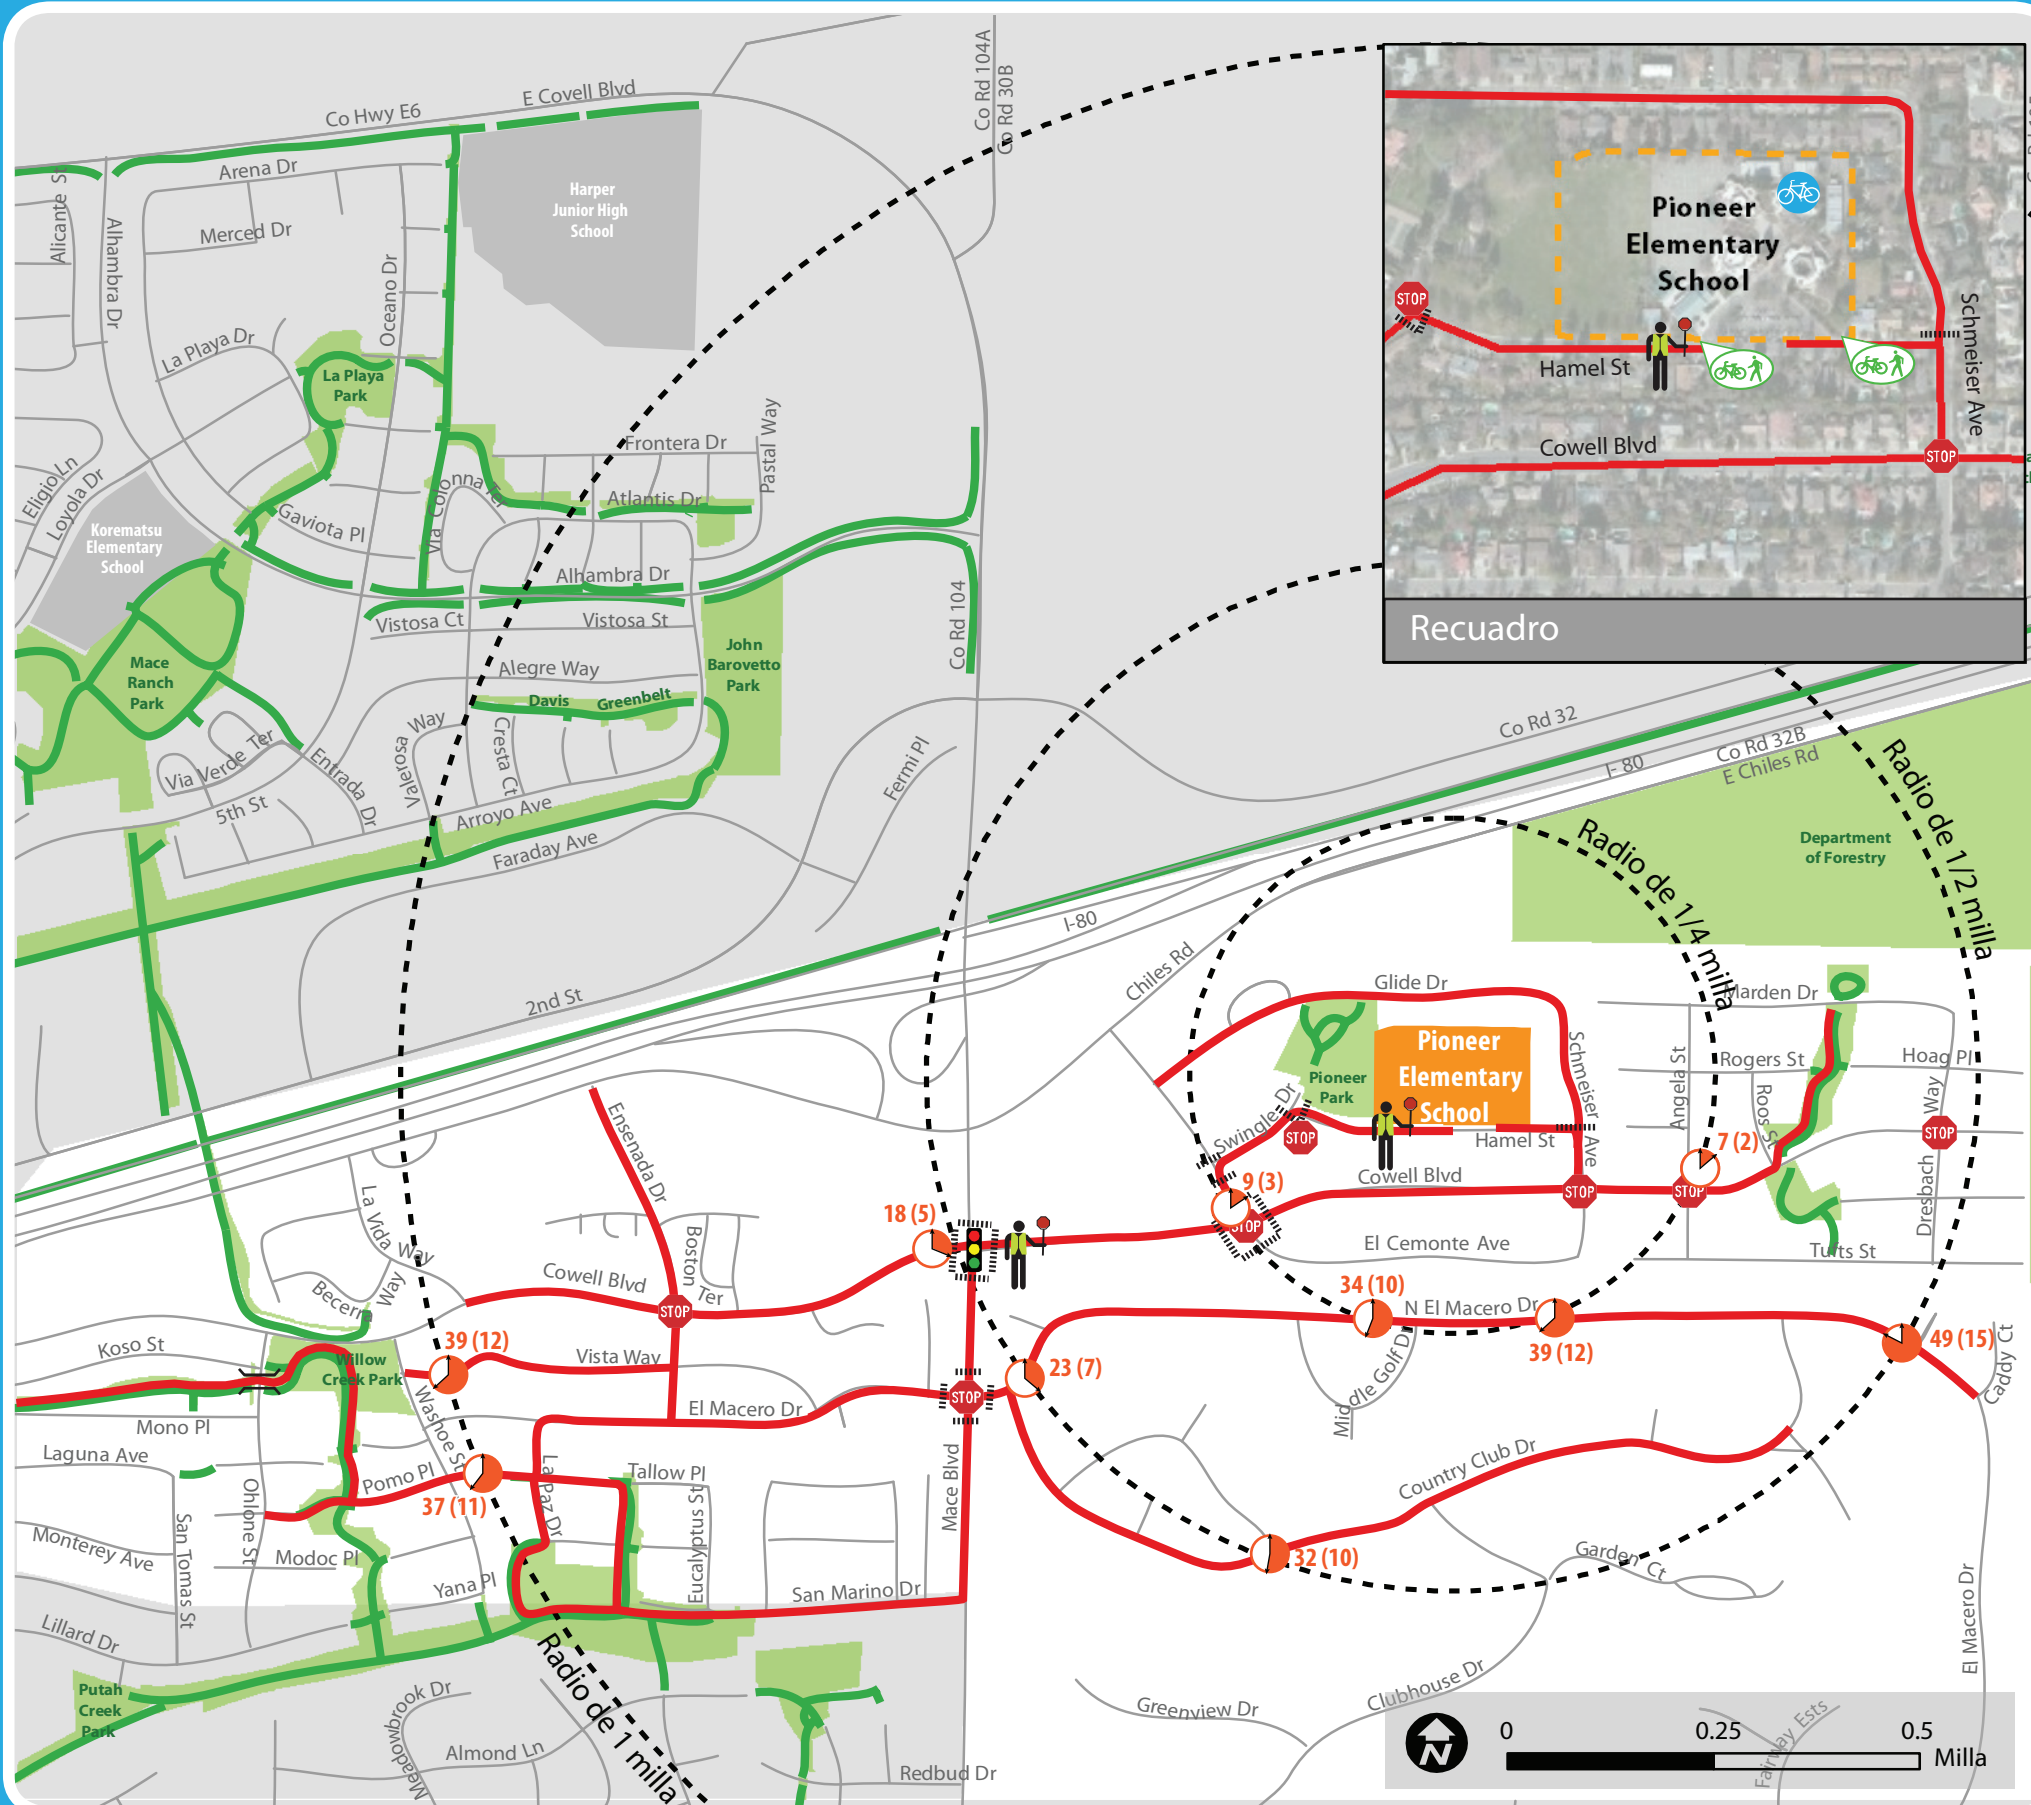 Co Hwy E6
E Covell Blvd
Co Rd 104A
Co Rd 30B
Arena Dr
Alicante St
Alhambra Dr
Merced Dr
Oceano Dr
Harper
Junior High
School
La Playa Dr
La Playa
Park
Eligio Ln
Loyola Dr
Korematsu
Elementary
School
Gaviota Pl
Via Colonna Ter
Frontera Dr
Pastal Way
Atlantis Dr
Alhambra Dr
Vistosa Ct
Vistosa St
Alegre Way
Davis Greenbelt
John
Barovetto
Park
Co Rd 104
Mace
Ranch
Park
Via Verde Ter
5th St
Entrada Dr
Valerosa Way
Cresta Ct
Arroyo Ave
Faraday Ave
Fermi Pl
2nd St
I-80
Pioneer
Elementary
School
STOP
Hamel St
Schmeiser Ave
Cowell Blvd
STOP
Recuadro
Co Rd 32
I- 80
Co Rd 32B
E Chiles Rd
Radio de 1/2 milla
Radio de 1/4 milla
Department
of Forestry
Chiles Rd
Glide Dr
Pioneer
Elementary
School
Pioneer
Park
Swingle Dr
STOP
Hamel St
Schmeiser Ave
Cowell Blvd
STOP
STOP
STOP
Marden Dr
Angela St
Rogers St
Roos St
Hoag Pl
Dresbach Way
STOP
Tufts St
7 (2)
9 (3)
18 (5)
El Cemonte Ave
34 (10)
N El Macero Dr
39 (12)
49 (15)
Middle Golf Dr
Caddy Ct
Ensenada Dr
La Vida Way
Becerra Way
Boston Ter
Cowell Blvd
STOP
39 (12)
Vista Way
23 (7)
Koso St
Willow
Creek Park
El Macero Dr
STOP
Mono Pl
Laguna Ave
Washoe St
Pomo Pl
37 (11)
La Paz Dr
Tallow Pl
Eucalyptus St
Mace Blvd
Country Club Dr
32 (10)
Garden Ct
Monterey Ave
San Tomas St
Ohlone St
Modoc Pl
Yana Pl
San Marino Dr
Lillard Dr
Radio de 1 milla
Putah
Creek
Park
Meadowbrook Dr
Almond Ln
Redbud Dr
Greenview Dr
Clubhouse Dr
El Macero Dr
Fairway Ests
N
0
0.25
0.5
Milla